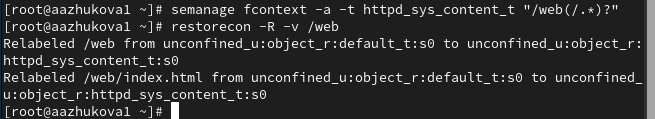 [root@aazhukova1 ~]# semanage fcontext -a -t httpd_sys_content_t "/web(/.*)?"
[root@aazhukova1 ~]# restorecon -R -v /web
Relabeled /web from unconfined_u:object_r:default_t:s0 to unconfined_u:object_r:
httpd_sys_content_t:s0
Relabeled /web/index.html from unconfined_u:object_r:default_t:s0 to unconfined_
u:object_r:httpd_sys_content_t:s0
[root@aazhukova1 ~]#